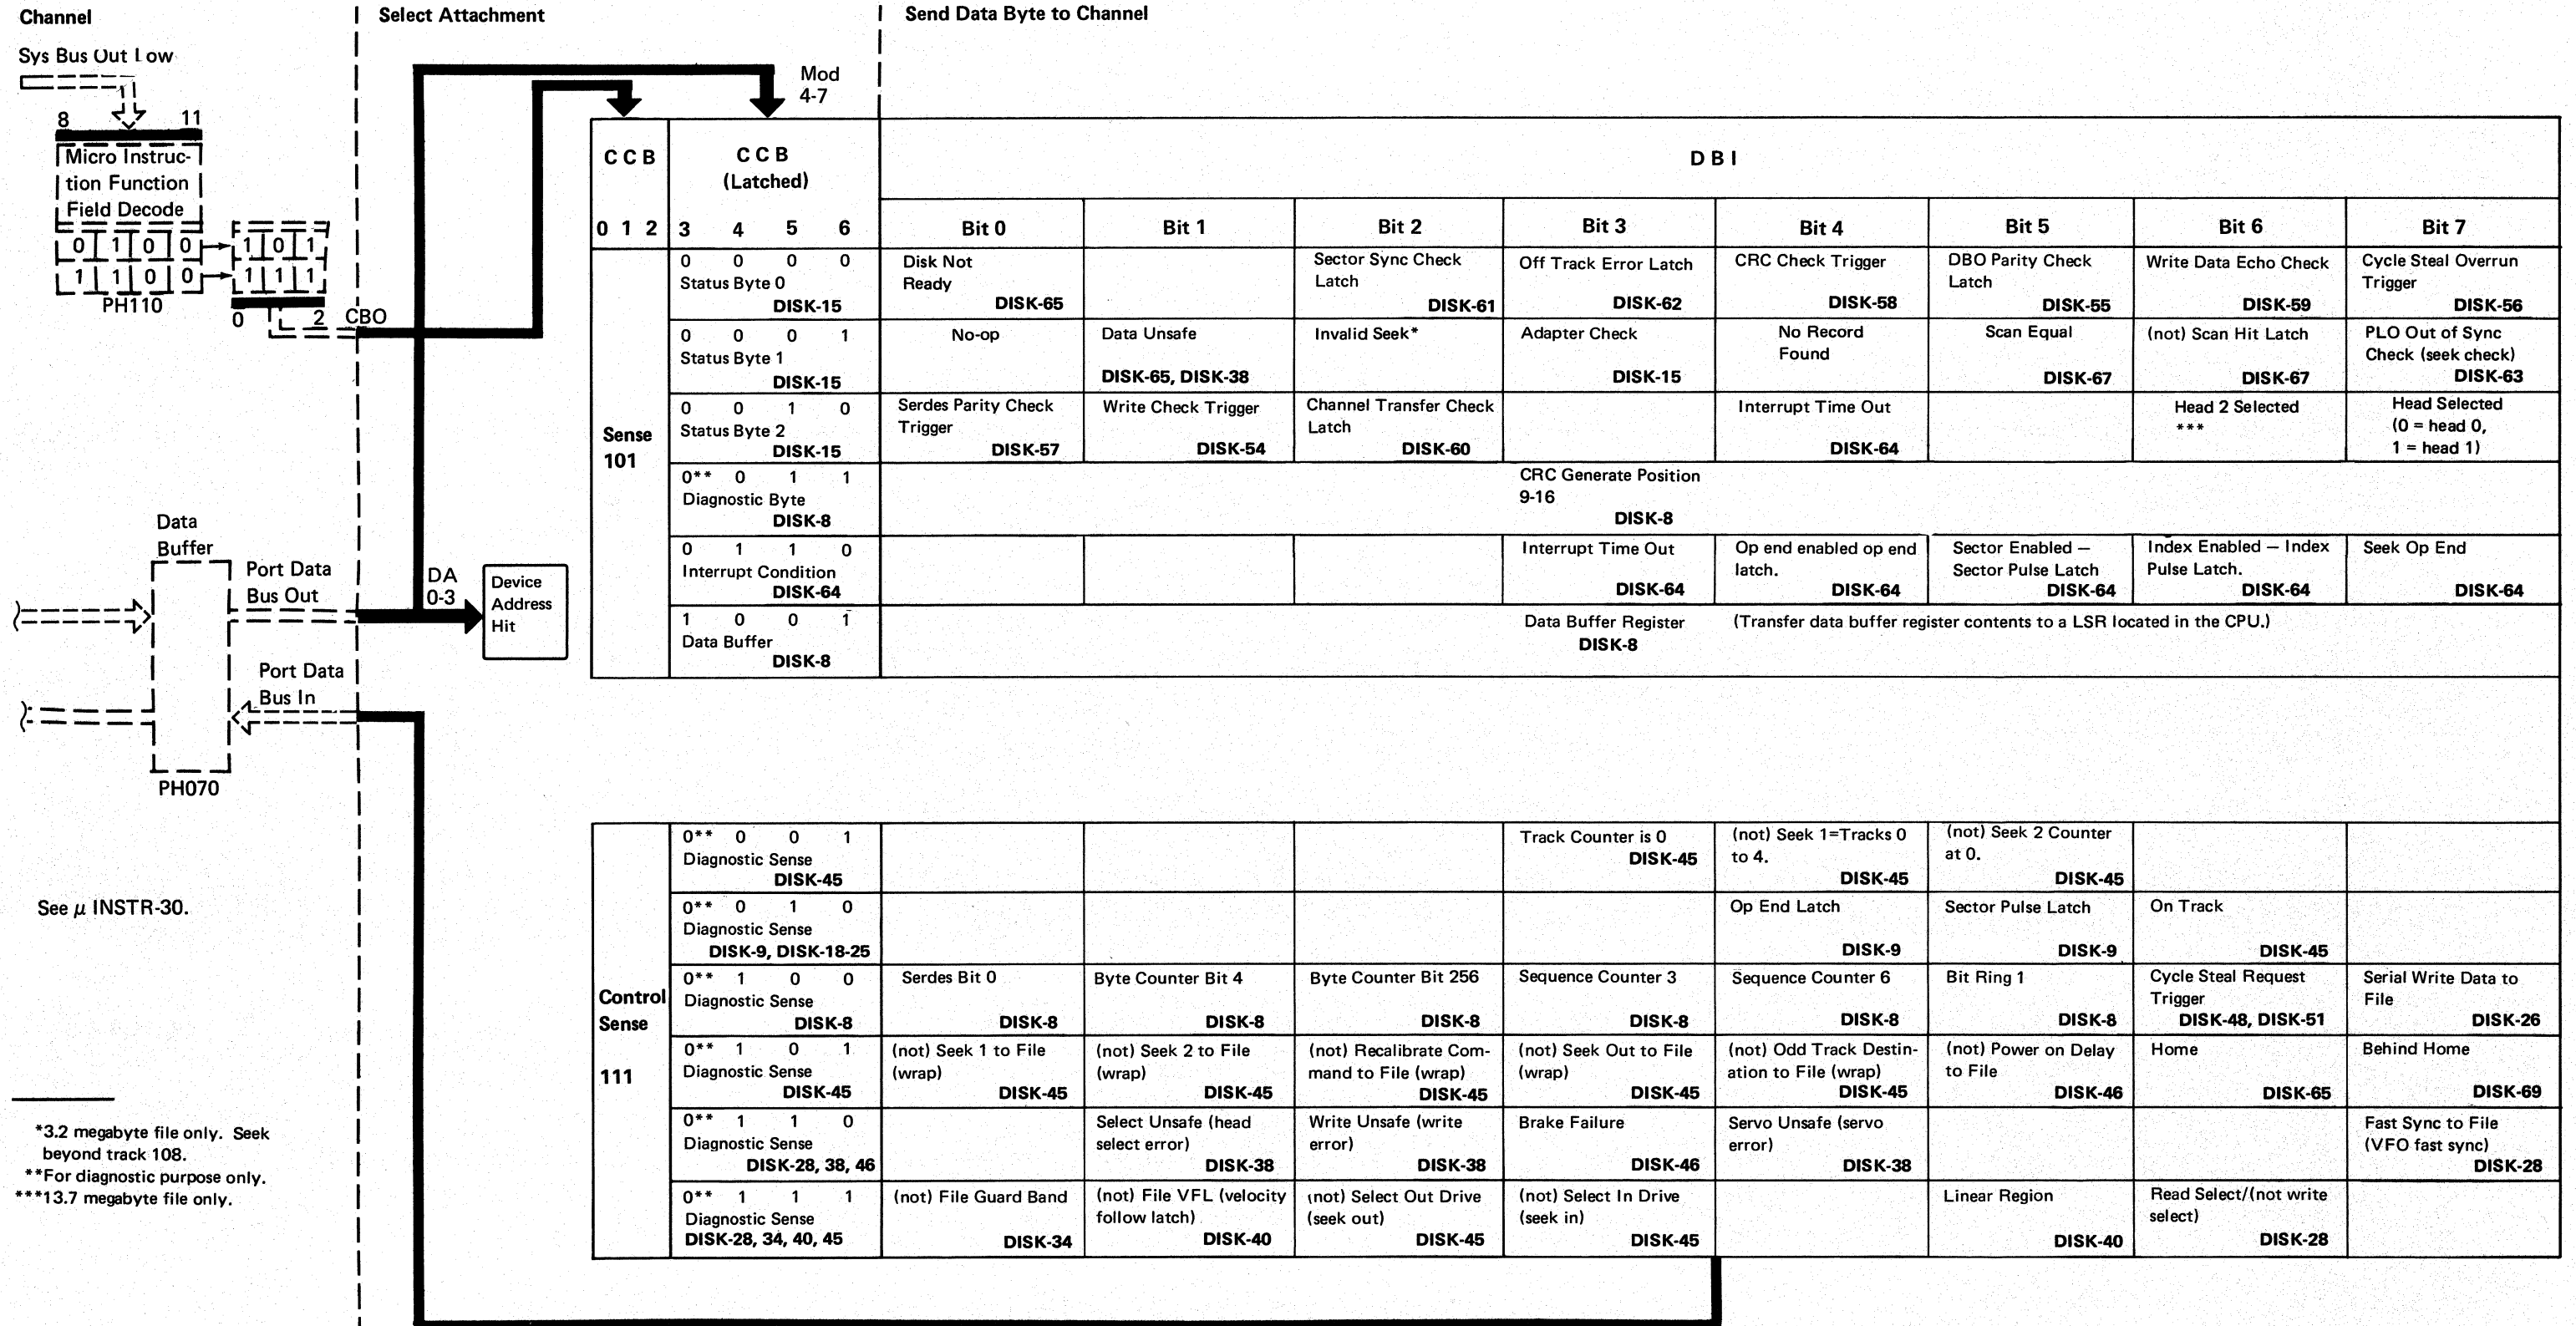 Channel
Select Attachment
Send Data Byte to Channel
Sys Bus Out Low
Mod
4-7
8 11
Micro Instruc-
tion Function
Field Decode
0 1 0 0 1 0 1
1 1 0 0 1 1 1
PH110
0 2 CBO
Data
Buffer
Port Data
Bus Out
DA
0-3
Device
Address
Hit
Port Data
Bus In
PH070
See μ INSTR-30.
*3.2 megabyte file only. Seek
beyond track 108.
**For diagnostic purpose only.
***13.7 megabyte file only.
C C B
C C B
(Latched)
D B I
0 1 2 3 4 5 6 Bit 0 Bit 1 Bit 2 Bit 3 Bit 4 Bit 5 Bit 6 Bit 7
Sense
101
0 0 0 0
Status Byte 0
DISK-15
Disk Not
Ready
DISK-65
Sector Sync Check
Latch
DISK-61
Off Track Error Latch
DISK-62
CRC Check Trigger
DISK-58
DBO Parity Check
Latch
DISK-55
Write Data Echo Check
DISK-59
Cycle Steal Overrun
Trigger
DISK-56
0 0 0 1
Status Byte 1
DISK-15
No-op
Data Unsafe
DISK-65, DISK-38
Invalid Seek*
Adapter Check
DISK-15
No Record
Found
Scan Equal
DISK-67
(not) Scan Hit Latch
DISK-67
PLO Out of Sync
Check (seek check)
DISK-63
0 0 1 0
Status Byte 2
DISK-15
Serdes Parity Check
Trigger
DISK-57
Write Check Trigger
DISK-54
Channel Transfer Check
Latch
DISK-60
Interrupt Time Out
DISK-64
Head 2 Selected
***
Head Selected
(0 = head 0,
1 = head 1)
0** 0 1 1
Diagnostic Byte
DISK-8
CRC Generate Position
9-16
DISK-8
0 1 1 0
Interrupt Condition
DISK-64
Interrupt Time Out
DISK-64
Op end enabled op end
latch.
DISK-64
Sector Enabled —
Sector Pulse Latch
DISK-64
Index Enabled — Index
Pulse Latch.
DISK-64
Seek Op End
DISK-64
1 0 0 1
Data Buffer
DISK-8
Data Buffer Register
DISK-8
(Transfer data buffer register contents to a LSR located in the CPU.)
Control
Sense
111
0** 0 0 1
Diagnostic Sense
DISK-45
Track Counter is 0
DISK-45
(not) Seek 1=Tracks 0
to 4.
DISK-45
(not) Seek 2 Counter
at 0.
DISK-45
0** 0 1 0
Diagnostic Sense
DISK-9, DISK-18-25
Op End Latch
DISK-9
Sector Pulse Latch
DISK-9
On Track
DISK-45
0** 1 0 0
Diagnostic Sense
DISK-8
Serdes Bit 0
DISK-8
Byte Counter Bit 4
DISK-8
Byte Counter Bit 256
DISK-8
Sequence Counter 3
DISK-8
Sequence Counter 6
DISK-8
Bit Ring 1
DISK-8
Cycle Steal Request
Trigger
DISK-48, DISK-51
Serial Write Data to
File
DISK-26
0** 1 0 1
Diagnostic Sense
DISK-45
(not) Seek 1 to File
(wrap)
DISK-45
(not) Seek 2 to File
(wrap)
DISK-45
(not) Recalibrate Com-
mand to File (wrap)
DISK-45
(not) Seek Out to File
(wrap)
DISK-45
(not) Odd Track Destin-
ation to File (wrap)
DISK-45
(not) Power on Delay
to File
DISK-46
Home
DISK-65
Behind Home
DISK-69
0** 1 1 0
Diagnostic Sense
DISK-28, 38, 46
Select Unsafe (head
select error)
DISK-38
Write Unsafe (write
error)
DISK-38
Brake Failure
DISK-46
Servo Unsafe (servo
error)
DISK-38
Fast Sync to File
(VFO fast sync)
DISK-28
0** 1 1 1
Diagnostic Sense
DISK-28, 34, 40, 45
(not) File Guard Band
DISK-34
(not) File VFL (velocity
follow latch)
DISK-40
(not) Select Out Drive
(seek out)
DISK-45
(not) Select In Drive
(seek in)
DISK-45
Linear Region
DISK-40
Read Select/(not write
select)
DISK-28